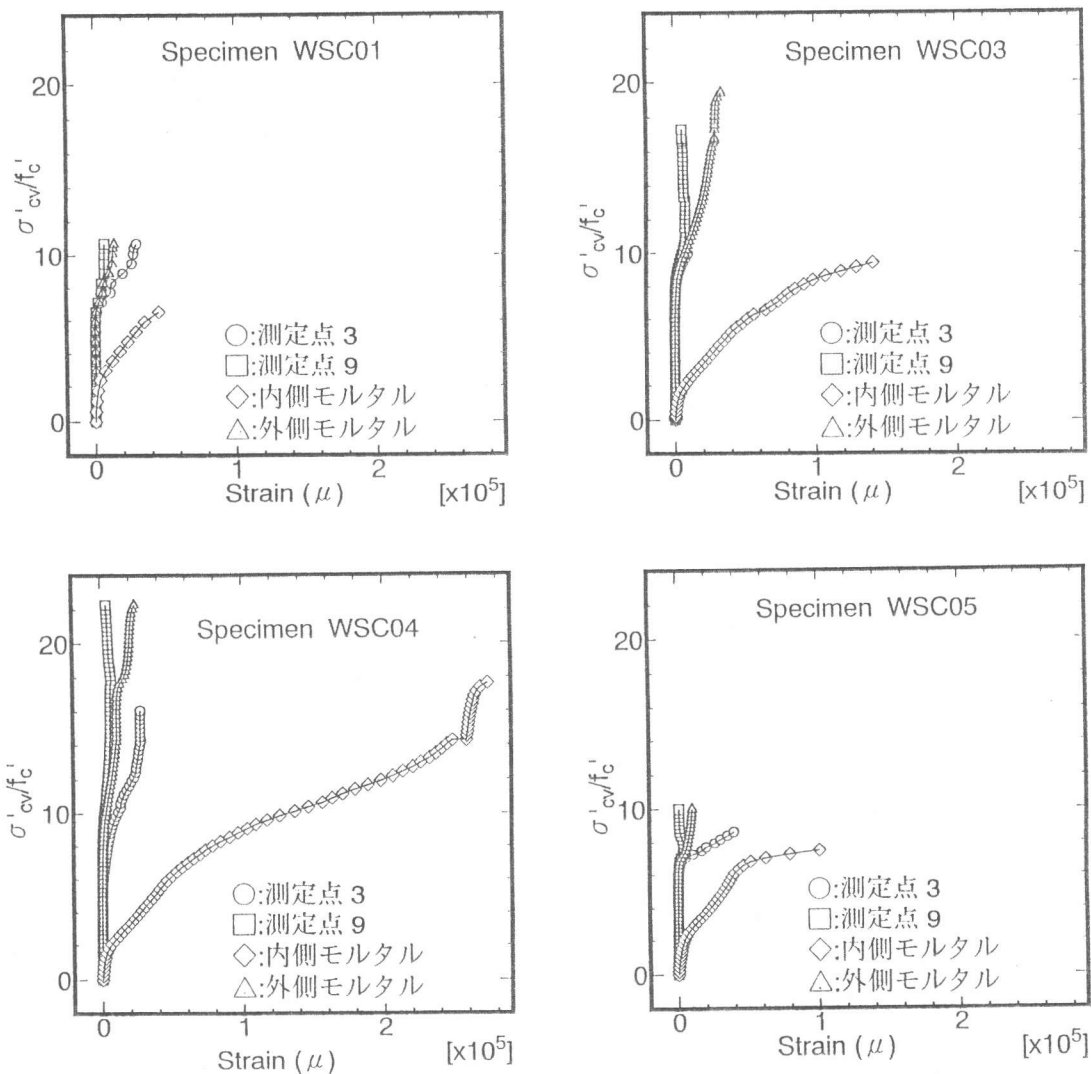 Specimen WSC01
20
10
0
σ'cv/fc'
○:測定点 3
□:測定点 9
◇:内側モルタル
△:外側モルタル
0 1 2
Strain (μ) [x10⁵]
Specimen WSC03
20
10
0
σ'cv/fc'
○:測定点 3
□:測定点 9
◇:内側モルタル
△:外側モルタル
0 1 2
Strain (μ) [x10⁵]
Specimen WSC04
20
10
0
σ'cv/fc'
○:測定点 3
□:測定点 9
◇:内側モルタル
△:外側モルタル
0 1 2
Strain (μ) [x10⁵]
Specimen WSC05
20
10
0
σ'cv/fc'
○:測定点 3
□:測定点 9
◇:内側モルタル
△:外側モルタル
0 1 2
Strain (μ) [x10⁵]